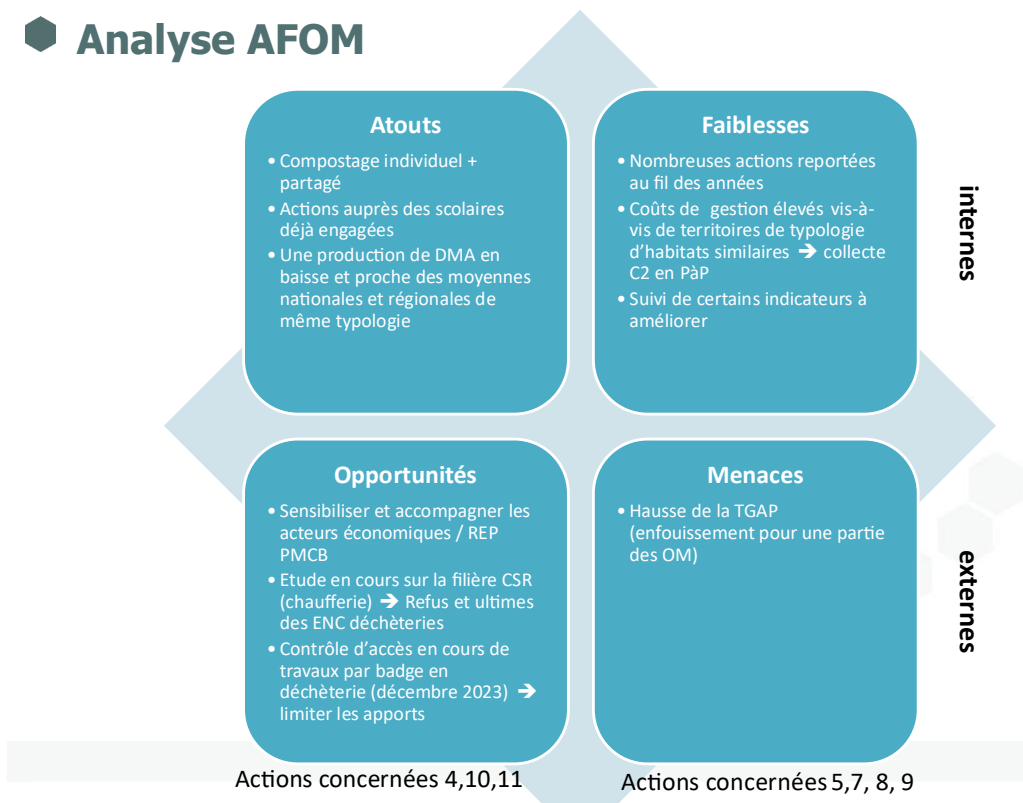 Analyse AFOM
Atouts
• Compostage individuel +
partagé
• Actions auprès des scolaires
déjà engagées
• Une production de DMA en
baisse et proche des moyennes
nationales et régionales de
même typologie
Faiblesses
• Nombreuses actions reportées
au fil des années
• Coûts de gestion élevés vis-à-
vis de territoires de typologie
d’habitats similaires ➔ collecte
C2 en PàP
• Suivi de certains indicateurs à
améliorer
internes
Opportunités
• Sensibiliser et accompagner les
acteurs économiques / REP
PMCB
• Etude en cours sur la filière CSR
(chaufferie) ➔ Refus et ultimes
des ENC déchèteries
• Contrôle d’accès en cours de
travaux par badge en
déchèterie (décembre 2023) ➔
limiter les apports
Menaces
• Hausse de la TGAP
(enfouissement pour une partie
des OM)
externes
Actions concernées 4,10,11
Actions concernées 5,7, 8, 9